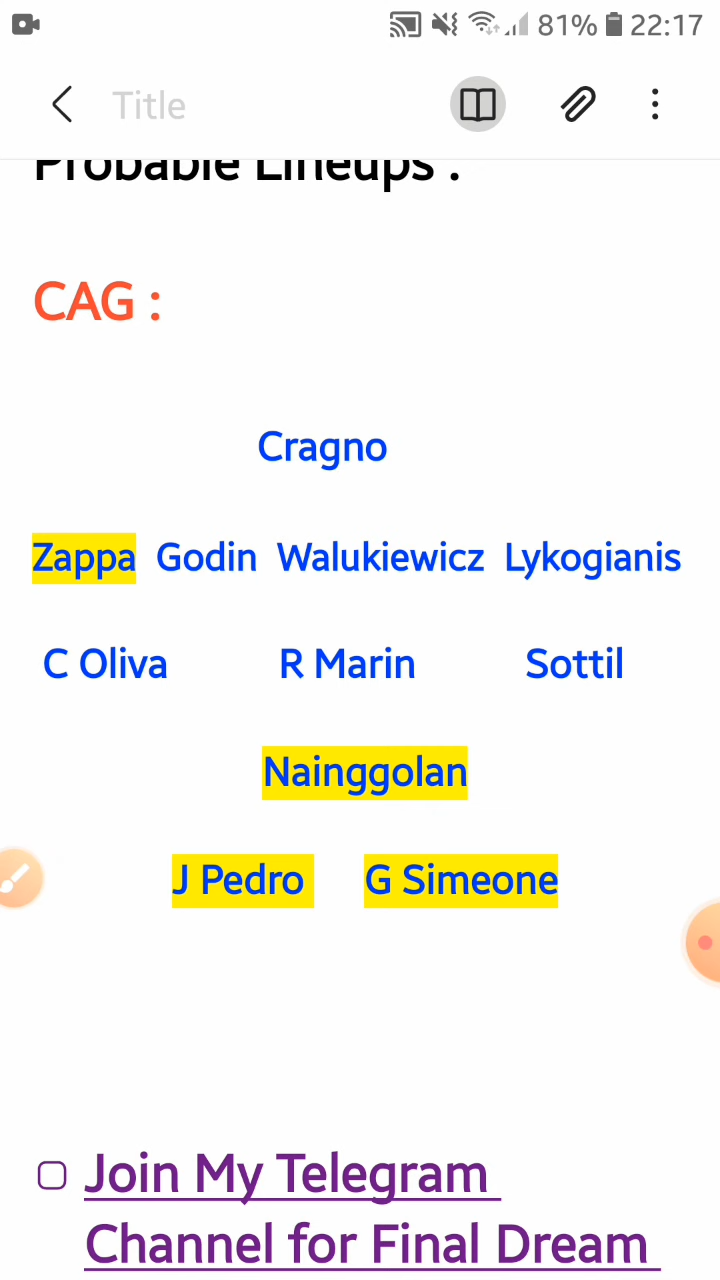 81% 22:17
Title
Probable Lineups :
CAG :
Cragno
Zappa Godin Walukiewicz Lykogianis
C Oliva R Marin Sottil
Nainggolan
J Pedro G Simeone
Join My Telegram
Channel for Final Dream